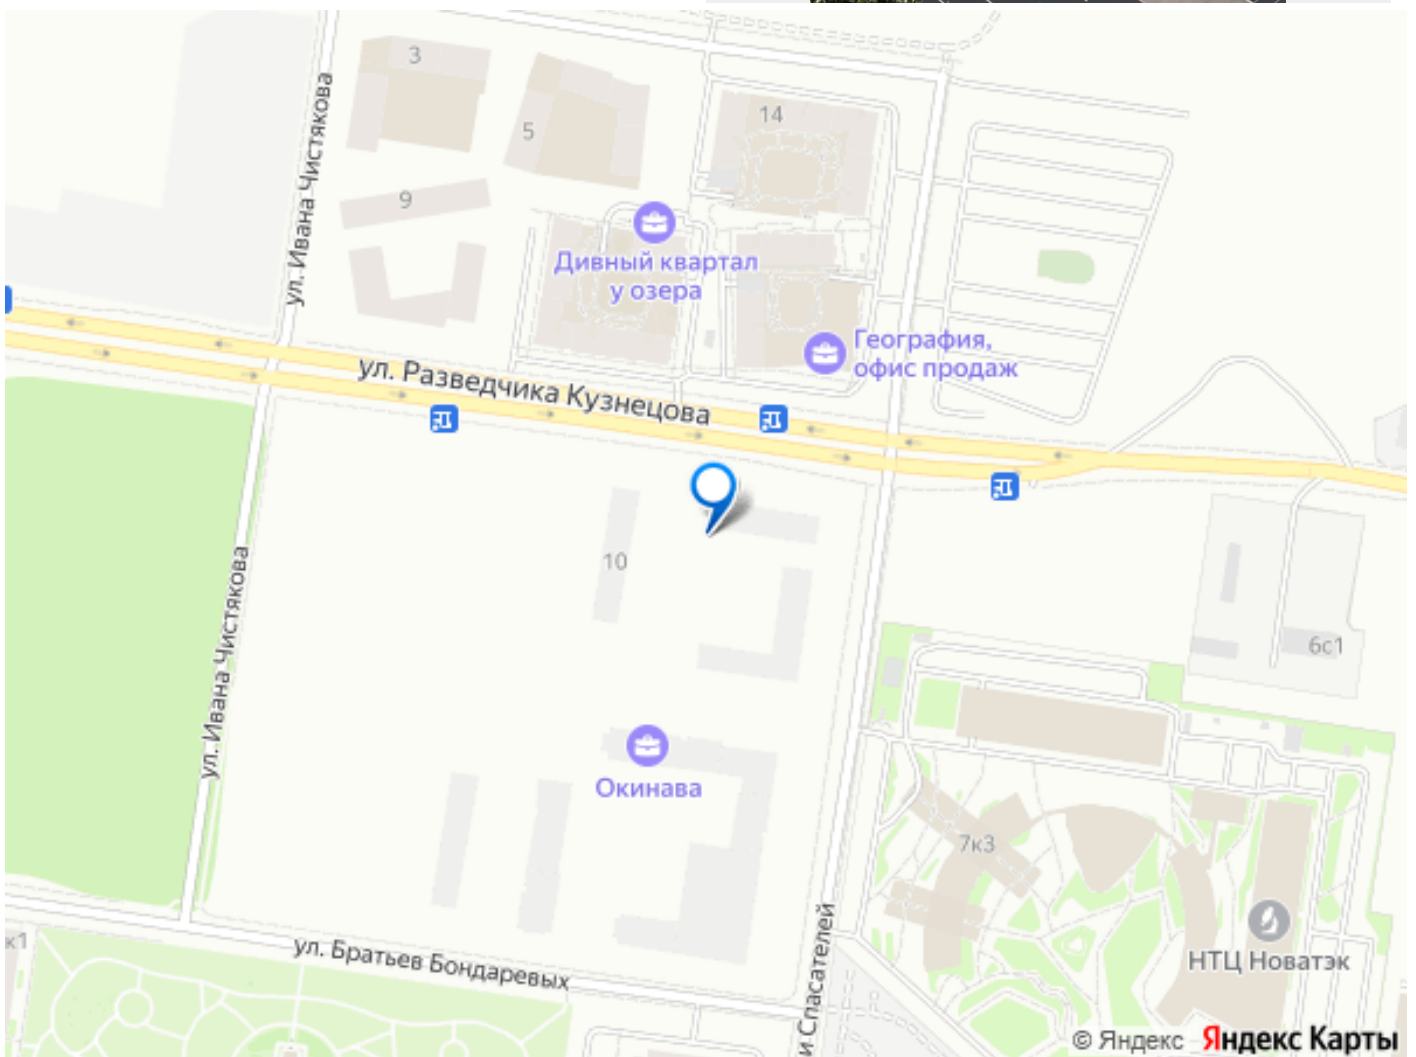 3
14
5
9
ул. Ивана Чистякова
Дивный квартал
у озера
География,
офис продаж
ул. Разведчика Кузнецова
10
6с1
ул. Ивана Чистякова
Окинава
7к3
и Спасателей
к1
ул. Братьев Бондаревых
НТЦ Новатэк
© Яндекс Яндекс Карты